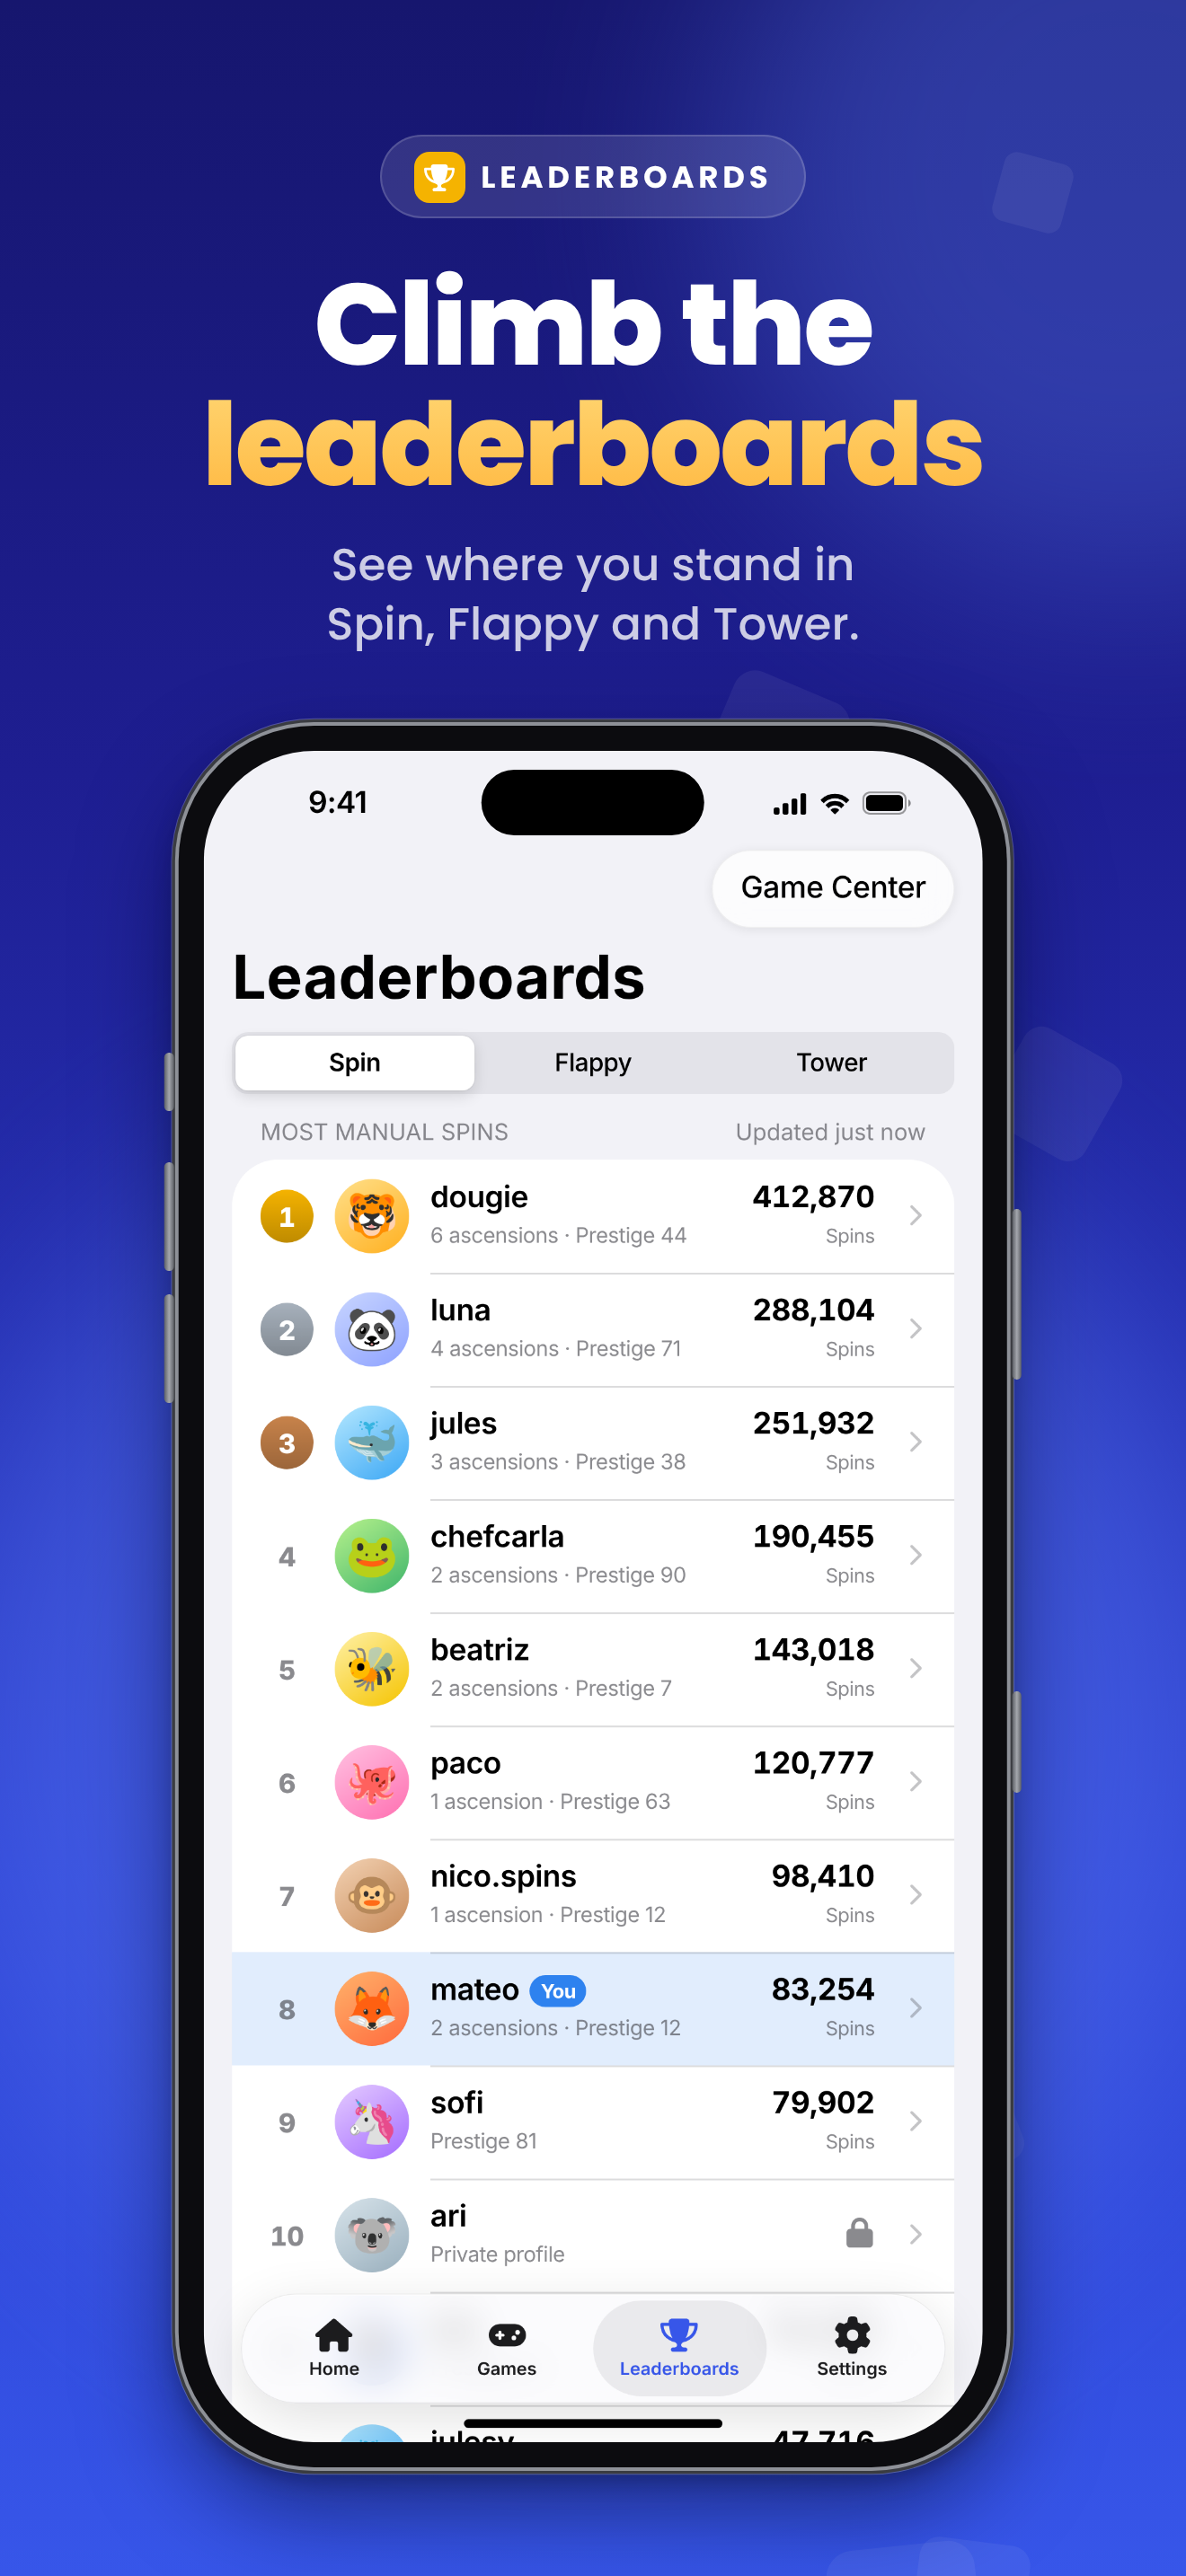 LEADERBOARDS
Climb the
leaderboards
See where you stand in
Spin, Flappy and Tower.
9:41
Game Center
Leaderboards
Spin Flappy Tower
MOST MANUAL SPINS Updated just now
1 dougie 412,870
6 ascensions · Prestige 44 Spins
2 luna 288,104
4 ascensions · Prestige 71 Spins
3 jules 251,932
3 ascensions · Prestige 38 Spins
4 chefcarla 190,455
2 ascensions · Prestige 90 Spins
5 beatriz 143,018
2 ascensions · Prestige 7 Spins
6 paco 120,777
1 ascension · Prestige 63 Spins
7 nico.spins 98,410
1 ascension · Prestige 12 Spins
8 mateo You 83,254
2 ascensions · Prestige 12 Spins
9 sofi 79,902
Prestige 81 Spins
10 ari
Private profile
Home Games Leaderboards Settings